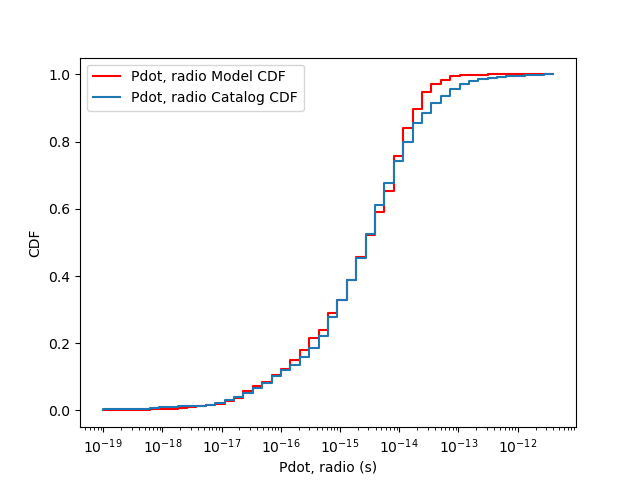 Pdot, radio Model CDF
Pdot, radio Catalog CDF
1.0
0.8
0.6
0.4
0.2
0.0
CDF
10⁻¹⁹ 10⁻¹⁸ 10⁻¹⁷ 10⁻¹⁶ 10⁻¹⁵ 10⁻¹⁴ 10⁻¹³ 10⁻¹²
Pdot, radio (s)